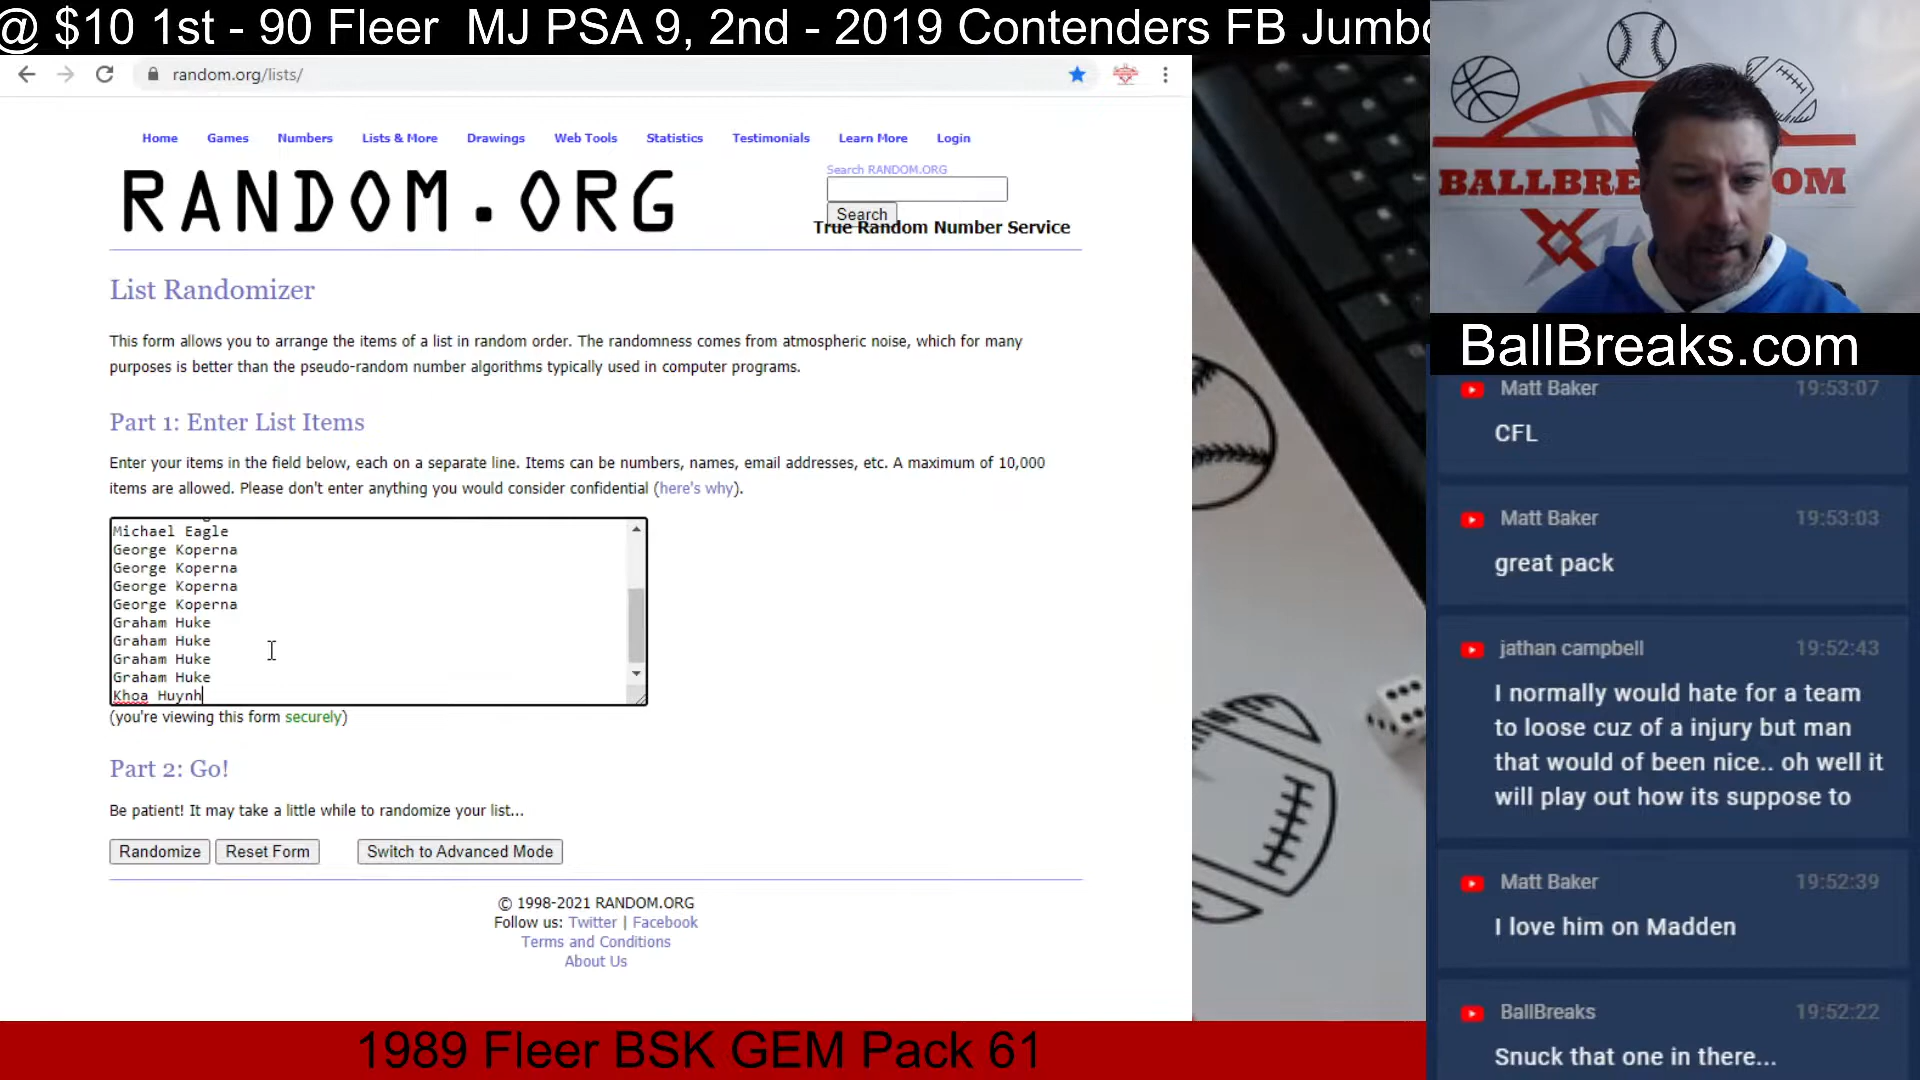 @ $10 1st - 90 Fleer MJ PSA 9, 2nd - 2019 Contenders FB Jumbo
random.org/lists/
Home Games Numbers Lists & More Drawings Web Tools Statistics Testimonials Learn More Login
RANDOM.ORG
Search RANDOM.ORG
Search
True Random Number Service
List Randomizer
This form allows you to arrange the items of a list in random order. The randomness comes from atmospheric noise, which for many
purposes is better than the pseudo-random number algorithms typically used in computer programs.
Part 1: Enter List Items
Enter your items in the field below, each on a separate line. Items can be numbers, names, email addresses, etc. A maximum of 10,000
items are allowed. Please don't enter anything you would consider confidential (here's why).
Michael Eagle
George Koperna
George Koperna
George Koperna
George Koperna
Graham Huke
Graham Huke
Graham Huke
Graham Huke
Khoa Huynh
(you're viewing this form securely)
Part 2: Go!
Be patient! It may take a little while to randomize your list...
Randomize Reset Form Switch to Advanced Mode
© 1998-2021 RANDOM.ORG
Follow us: Twitter | Facebook
Terms and Conditions
About Us
BallBreaks.com
Matt Baker 19:53:07
CFL
Matt Baker 19:53:03
great pack
jathan campbell 19:52:43
I normally would hate for a team
to loose cuz of a injury but man
that would of been nice.. oh well it
will play out how its suppose to
Matt Baker 19:52:39
I love him on Madden
BallBreaks 19:52:22
Snuck that one in there...
1989 Fleer BSK GEM Pack 61